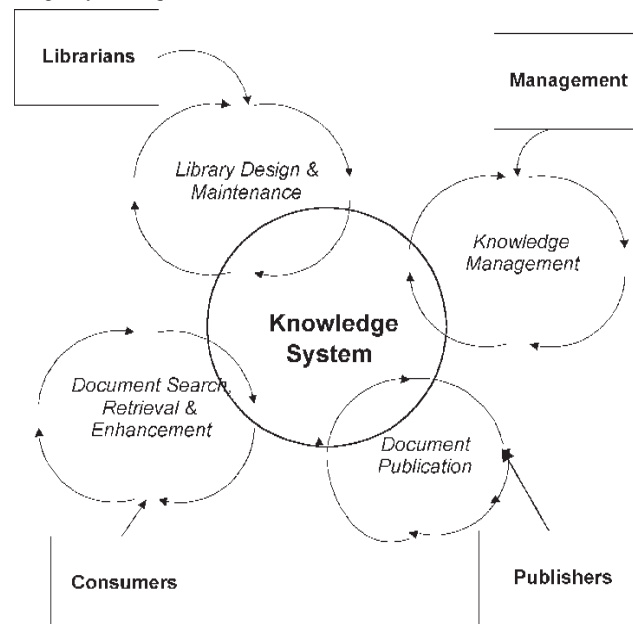 Librarians
Management
Library Design &
Maintenance
Knowledge
Management
Knowledge
System
Document Search,
Retrieval &
Enhancement
Document
Publication
Consumers
Publishers